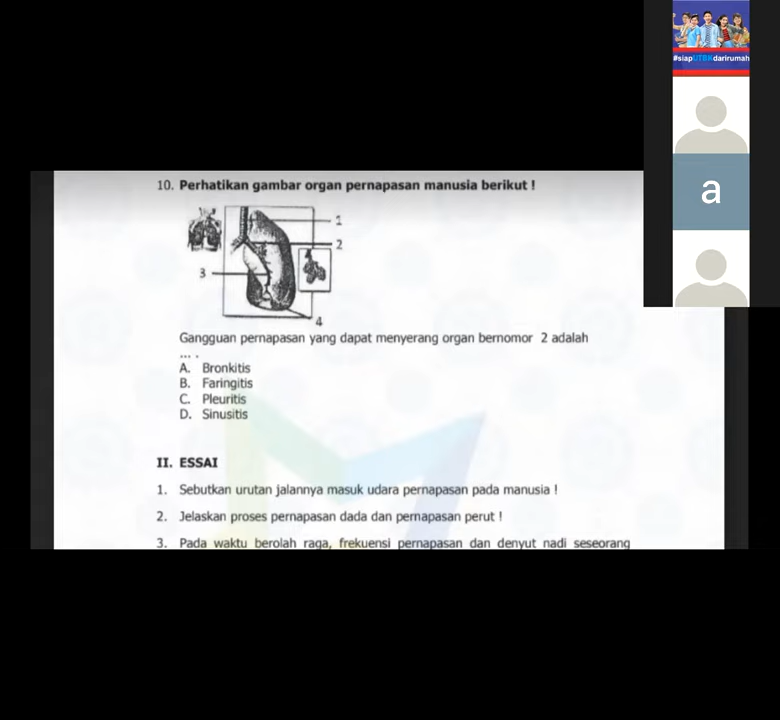 #siapUTBKdarirumah
a
10. Perhatikan gambar organ pernapasan manusia berikut !
1
2
3
4
Gangguan pernapasan yang dapat menyerang organ bernomor 2 adalah
... .
A. Bronkitis
B. Faringitis
C. Pleuritis
D. Sinusitis
II. ESSAI
1. Sebutkan urutan jalannya masuk udara pernapasan pada manusia !
2. Jelaskan proses pernapasan dada dan pernapasan perut !
3. Pada waktu berolah raga, frekuensi pernapasan dan denyut nadi seseorang